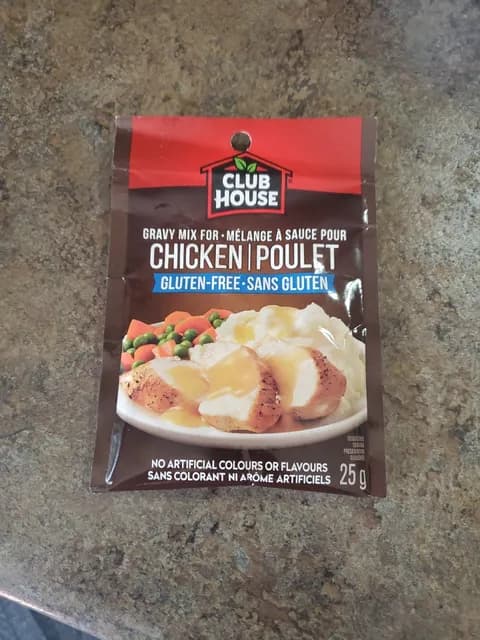 CLUB
HOUSE
GRAVY MIX FOR · MÉLANGE À SAUCE POUR
CHICKEN | POULET
GLUTEN-FREE · SANS GLUTEN
NO ARTIFICIAL COLOURS OR FLAVOURS
SANS COLORANT NI ARÔME ARTIFICIELS
25 g